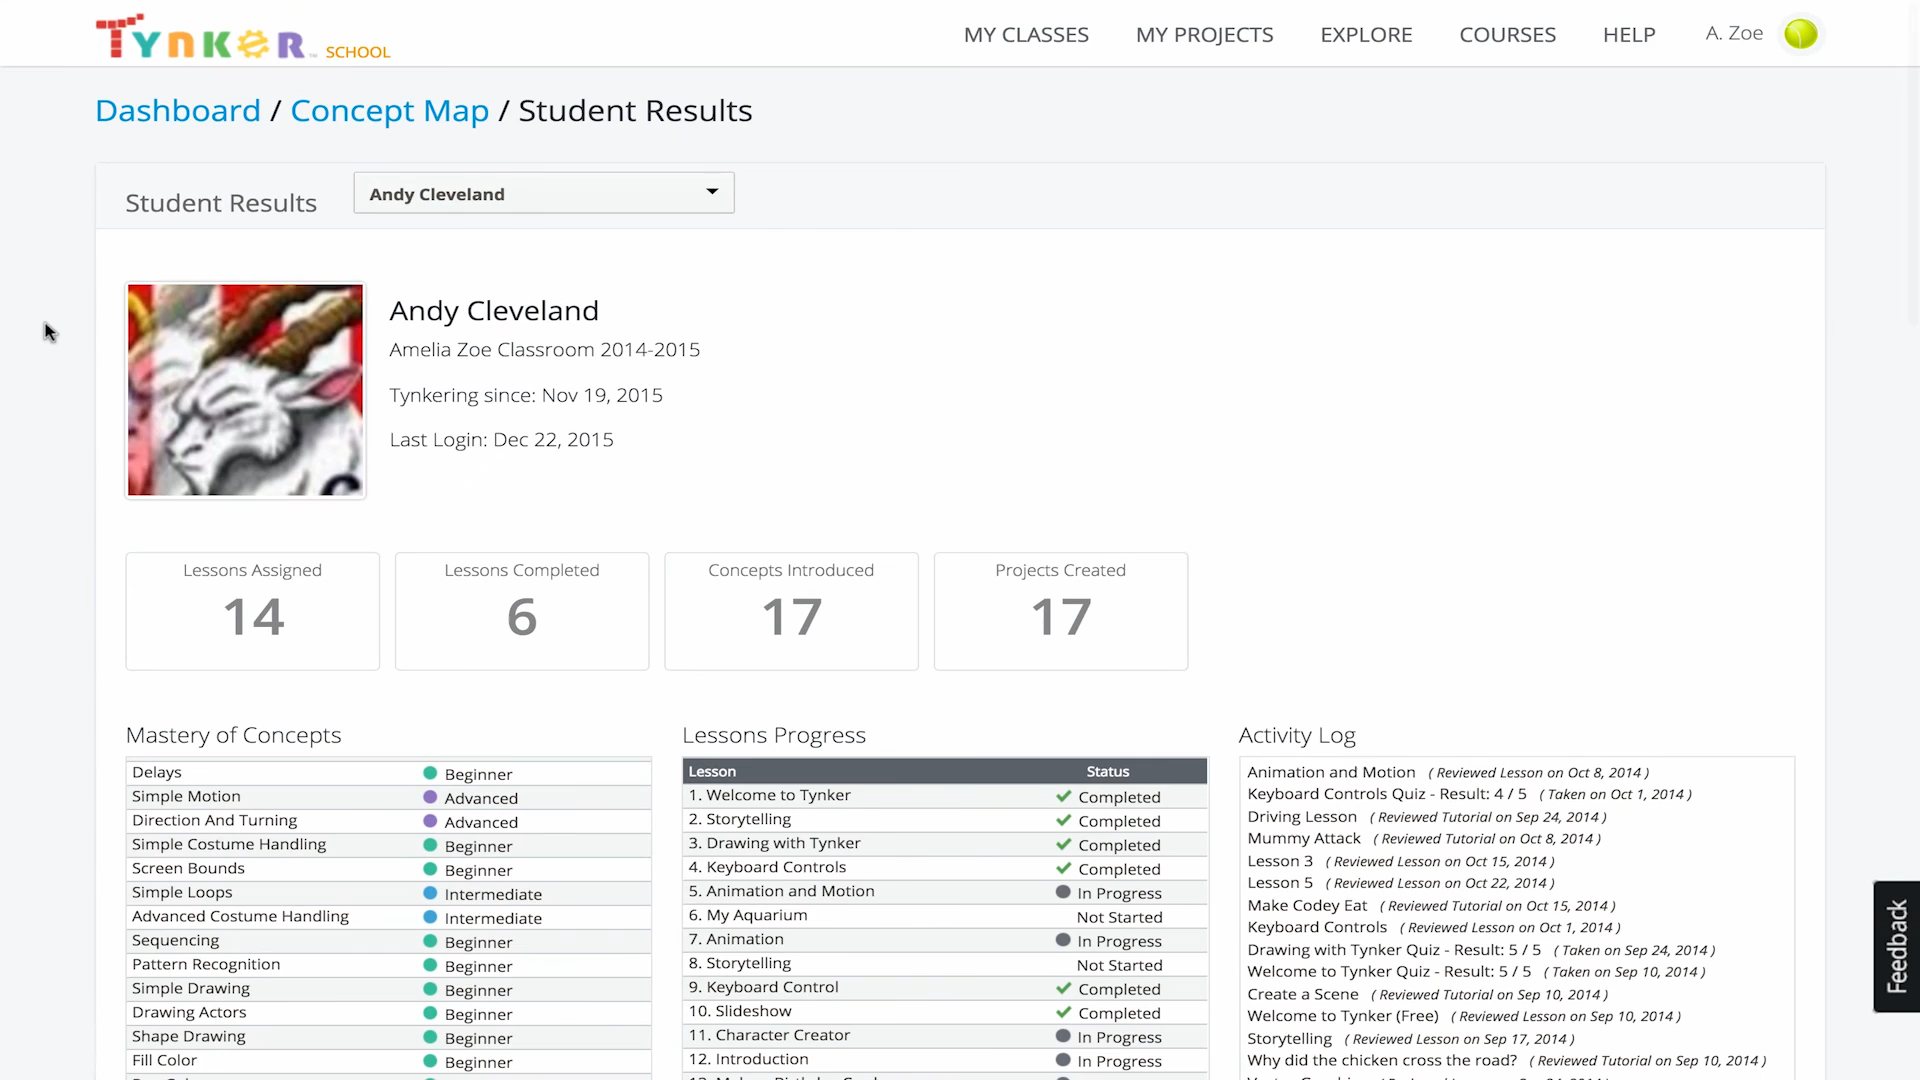 TYNKER SCHOOL
MY CLASSES MY PROJECTS EXPLORE COURSES HELP A. Zoe
Dashboard / Concept Map / Student Results
Student Results Andy Cleveland
Andy Cleveland
Amelia Zoe Classroom 2014-2015
Tynkering since: Nov 19, 2015
Last Login: Dec 22, 2015
Lessons Assigned
14
Lessons Completed
6
Concepts Introduced
17
Projects Created
17
Mastery of Concepts
Delays Beginner
Simple Motion Advanced
Direction And Turning Advanced
Simple Costume Handling Beginner
Screen Bounds Beginner
Simple Loops Intermediate
Advanced Costume Handling Intermediate
Sequencing Beginner
Pattern Recognition Beginner
Simple Drawing Beginner
Drawing Actors Beginner
Shape Drawing Beginner
Fill Color Beginner
Lessons Progress
Lesson Status
1. Welcome to Tynker Completed
2. Storytelling Completed
3. Drawing with Tynker Completed
4. Keyboard Controls Completed
5. Animation and Motion In Progress
6. My Aquarium Not Started
7. Animation In Progress
8. Storytelling Not Started
9. Keyboard Control Completed
10. Slideshow Completed
11. Character Creator In Progress
12. Introduction In Progress
Activity Log
Animation and Motion ( Reviewed Lesson on Oct 8, 2014 )
Keyboard Controls Quiz - Result: 4 / 5 ( Taken on Oct 1, 2014 )
Driving Lesson ( Reviewed Tutorial on Sep 24, 2014 )
Mummy Attack ( Reviewed Tutorial on Oct 8, 2014 )
Lesson 3 ( Reviewed Lesson on Oct 15, 2014 )
Lesson 5 ( Reviewed Lesson on Oct 22, 2014 )
Make Codey Eat ( Reviewed Tutorial on Oct 15, 2014 )
Keyboard Controls ( Reviewed Lesson on Oct 1, 2014 )
Drawing with Tynker Quiz - Result: 5 / 5 ( Taken on Sep 24, 2014 )
Welcome to Tynker Quiz - Result: 5 / 5 ( Taken on Sep 10, 2014 )
Create a Scene ( Reviewed Tutorial on Sep 10, 2014 )
Welcome to Tynker (Free) ( Reviewed Lesson on Sep 10, 2014 )
Storytelling ( Reviewed Lesson on Sep 17, 2014 )
Why did the chicken cross the road? ( Reviewed Tutorial on Sep 10, 2014 )
Feedback